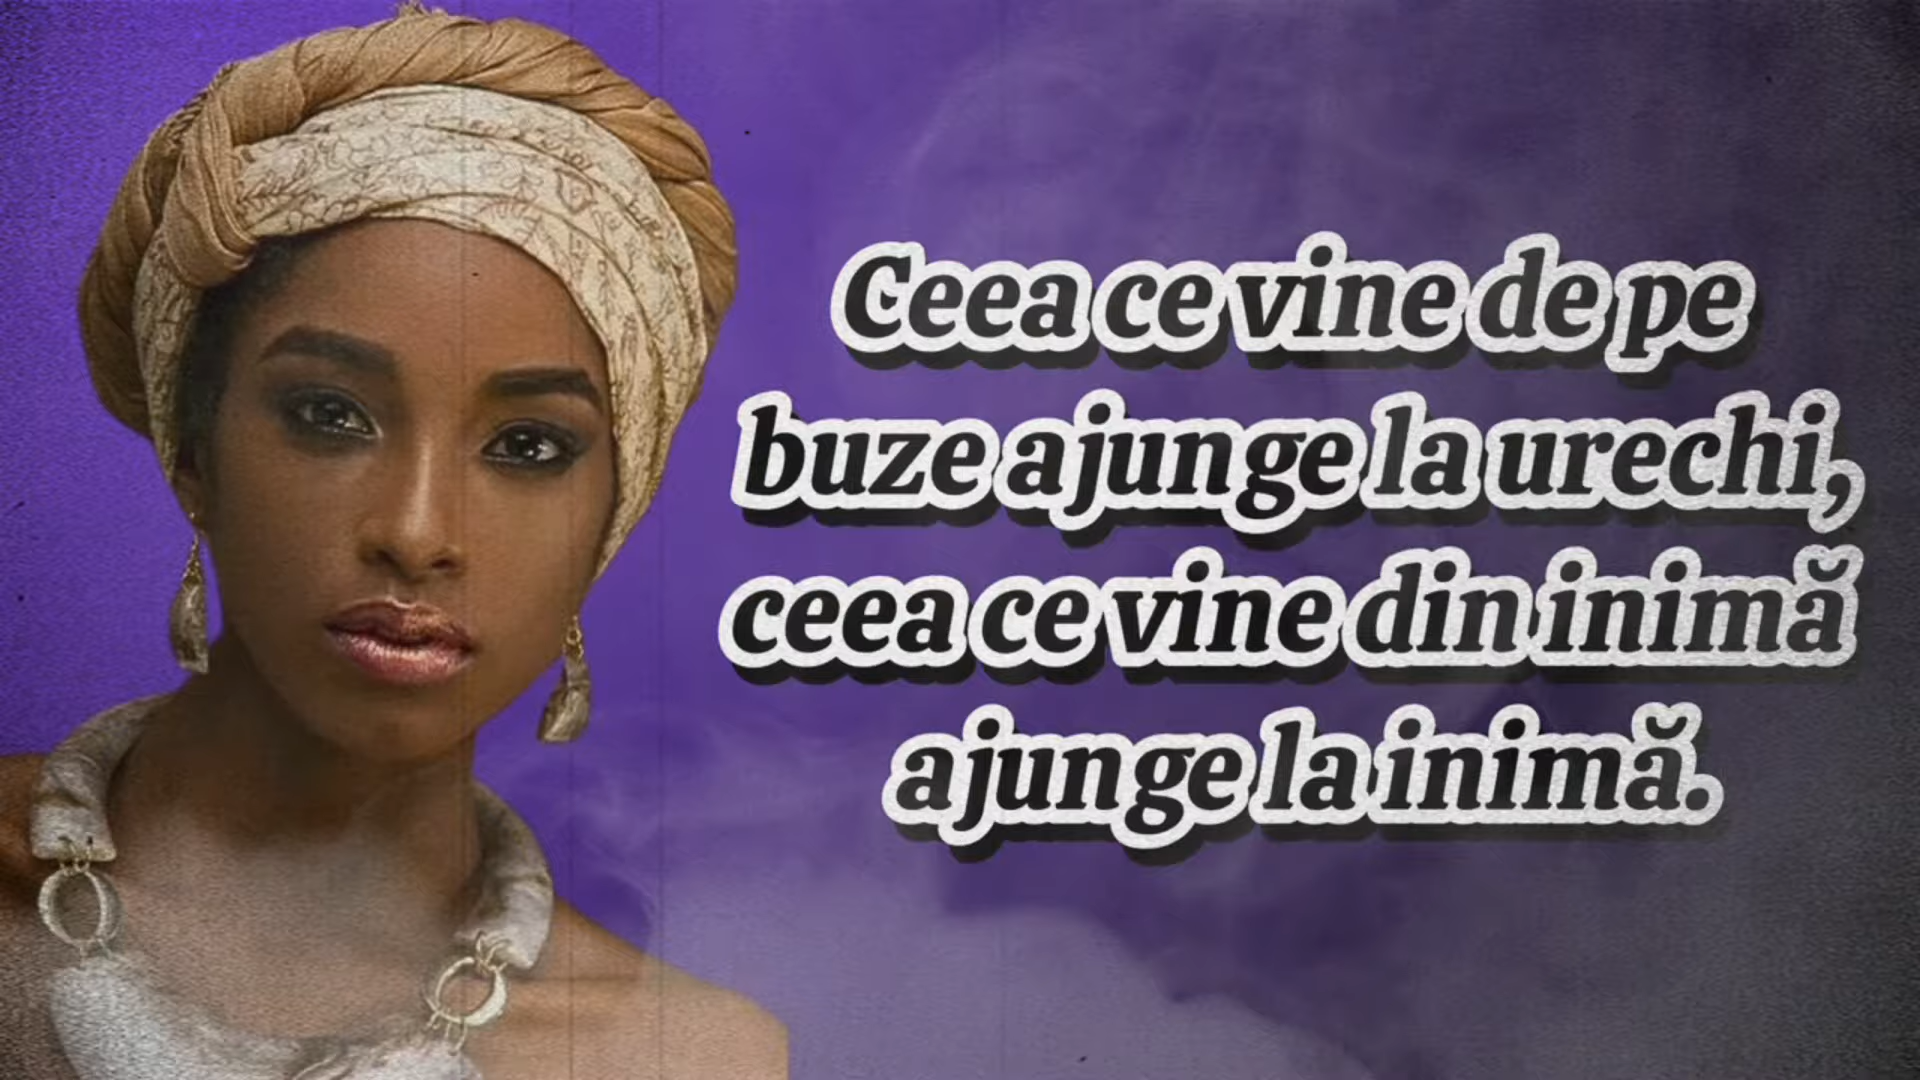 Ceea ce vine de pe
buze ajunge la urechi,
ceea ce vine din inimă
ajunge la inimă.